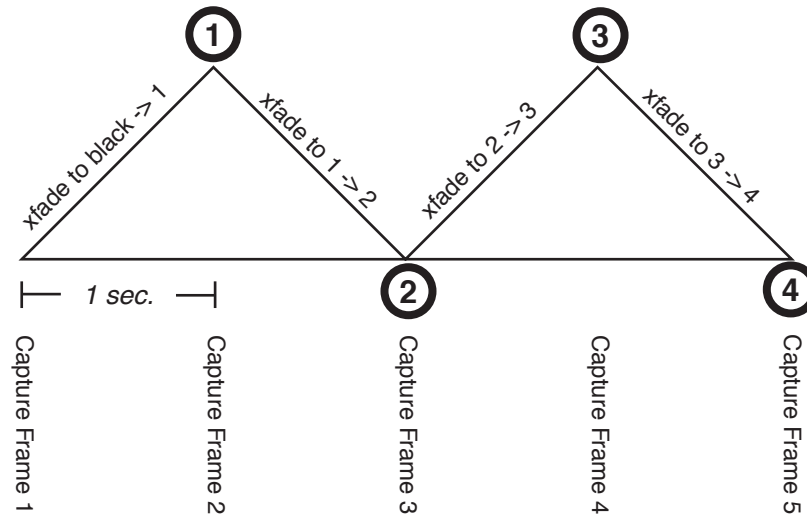 1
3
xfade to black -> 1
xfade to 1 -> 2
xfade to 2 -> 3
xfade to 3 -> 4
1 sec.
2
4
Capture Frame 1
Capture Frame 2
Capture Frame 3
Capture Frame 4
Capture Frame 5